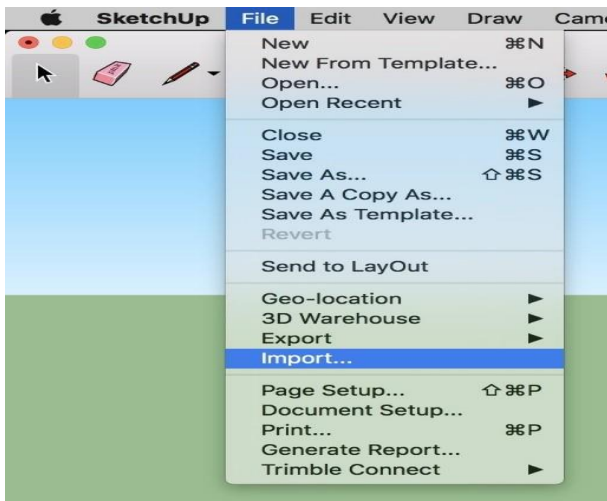 SketchUp File Edit View Draw Came
New ⌘N
New From Template...
Open... ⌘O
Open Recent ▶
Close ⌘W
Save ⌘S
Save As... ⇧⌘S
Save A Copy As...
Save As Template...
Revert
Send to LayOut
Geo-location ▶
3D Warehouse ▶
Export ▶
Import...
Page Setup... ⇧⌘P
Document Setup...
Print... ⌘P
Generate Report...
Trimble Connect ▶